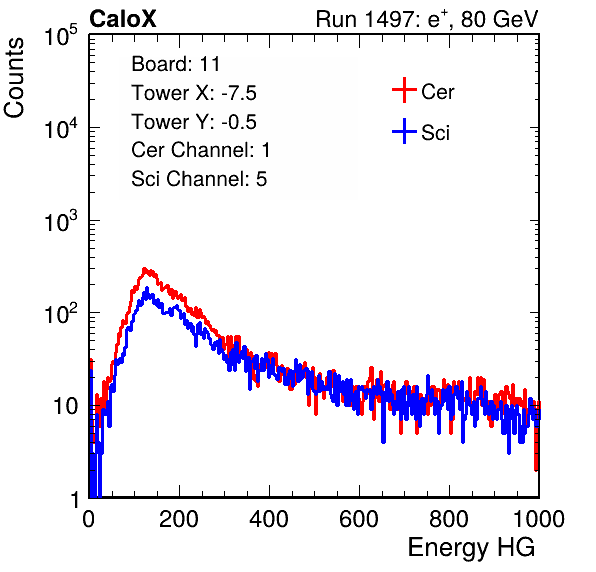 CaloX Run 1497: e⁺, 80 GeV
Counts
10⁵
10⁴
10³
10²
10
1
Board: 11
Tower X: -7.5
Tower Y: -0.5
Cer Channel: 1
Sci Channel: 5
Cer
Sci
0 200 400 600 800 1000
Energy HG